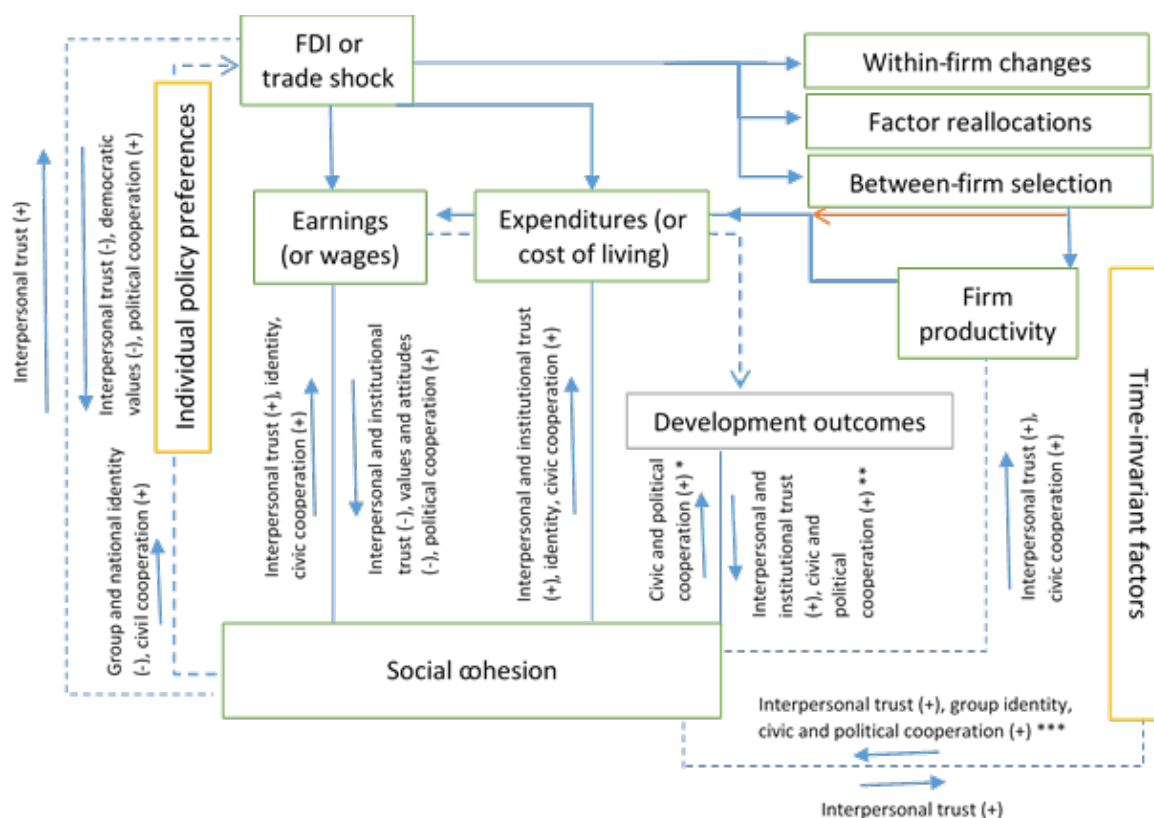 FDI or
trade shock
Within-firm changes
Factor reallocations
Between-firm selection
Earnings
(or wages)
Expenditures (or
cost of living)
Firm
productivity
Development outcomes
Social cohesion
Individual policy preferences
Time-invariant factors
Interpersonal trust (+)
Interpersonal trust (-), democratic
values (-), political cooperation (+)
Group and national identity
(-), civil cooperation (+)
Interpersonal trust (+), identity,
civic cooperation (+)
Interpersonal and institutional
trust (-), values and attitudes
(-), political cooperation (+)
Interpersonal and institutional trust
(+), identity, civic cooperation (+)
Civic and political
cooperation (+) *
Interpersonal and
institutional trust
(+), civic and
political
cooperation (+) **
Interpersonal trust (+),
civic cooperation (+)
Interpersonal trust (+), group identity,
civic and political cooperation (+) ***
Interpersonal trust (+)